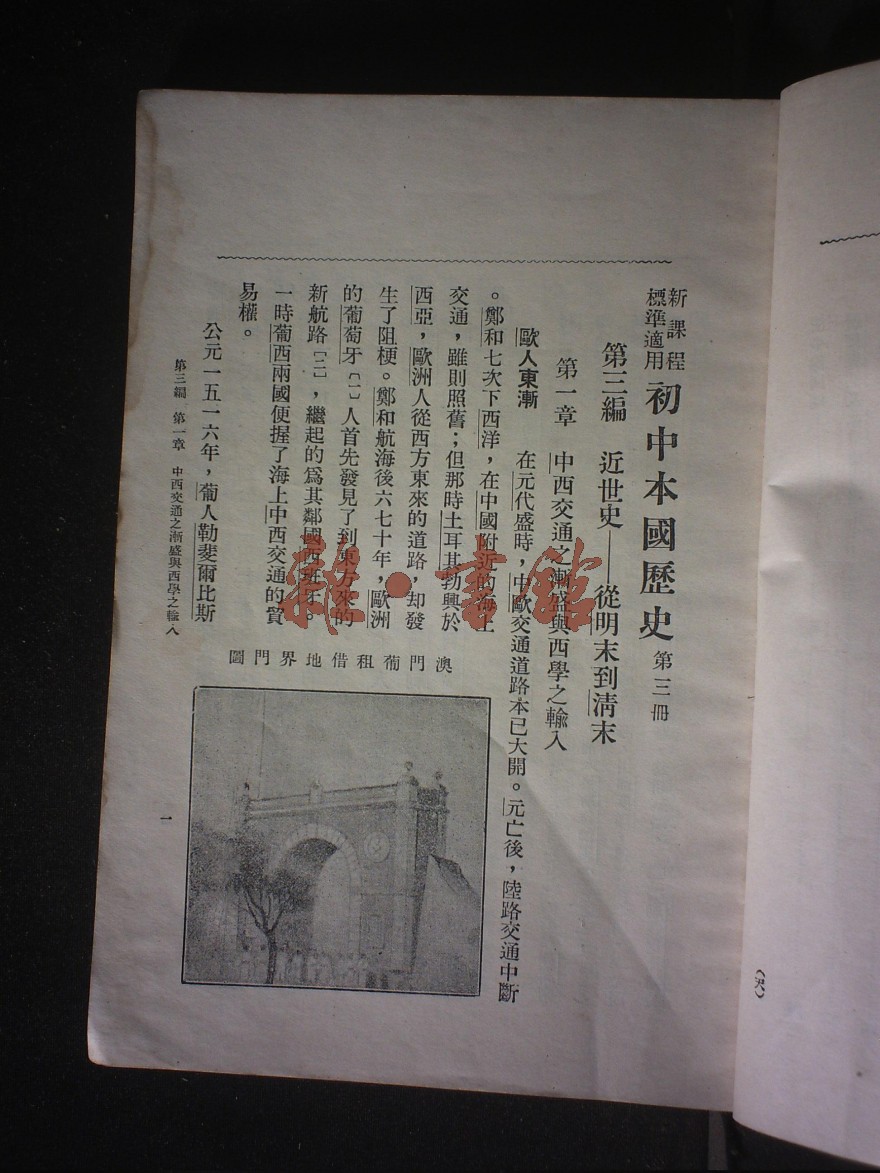 新課程
標準適用
初中本國歷史 第三冊
第三編 近世史——從明末到清末
第一章 中西交通之漸盛與西學之輸入
歐人東漸 在元代盛時，中歐交通道路本已大開。元亡後，陸路交通中斷
。鄭和七次下西洋，在中國附近的海上
交通，雖則照舊；但那時土耳其勃興於
西亞，歐洲人從西方東來的道路，却發
生了阻梗。鄭和航海後六七十年，歐洲
的葡萄牙〔一〕人首先發見了到東方來的
新航路〔二〕，繼起的爲其鄰國西班牙。
一時葡西兩國便握了海上中西交通的貿
易權。
公元一五一六年，葡人勒斐爾比斯
澳門葡租借地界門圖
第三編 第一章 中西交通之漸盛與西學之輸入
一
雜·書館